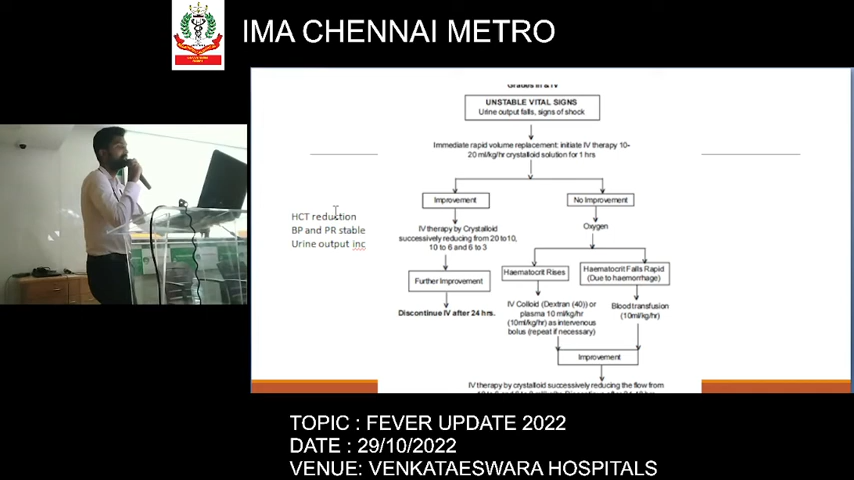 IMA CHENNAI METRO
Grades III & IV
UNSTABLE VITAL SIGNS
Urine output falls, signs of shock
Immediate rapid volume replacement: initiate IV therapy 10-
20 ml/kg/hr crystalloid solution for 1 hrs
Improvement
No Improvement
IV therapy by Crystalloid
successively reducing from 20 to10,
10 to 6 and 6 to 3
Oxygen
Further Improvement
Discontinue IV after 24 hrs.
Haematocrit Rises
Haematocrit Falls Rapid
(Due to haemorrhage)
IV Colloid (Dextran (40)) or
plasma 10 ml/kg/hr
(10ml/kg/hr) as intervenous
bolus (repeat if necessary)
Blood transfusion
(10ml/kg/hr)
Improvement
IV therapy by crystalloid successively reducing the flow from
HCT reduction
BP and PR stable
Urine output inc
TOPIC : FEVER UPDATE 2022
DATE : 29/10/2022
VENUE: VENKATAESWARA HOSPITALS